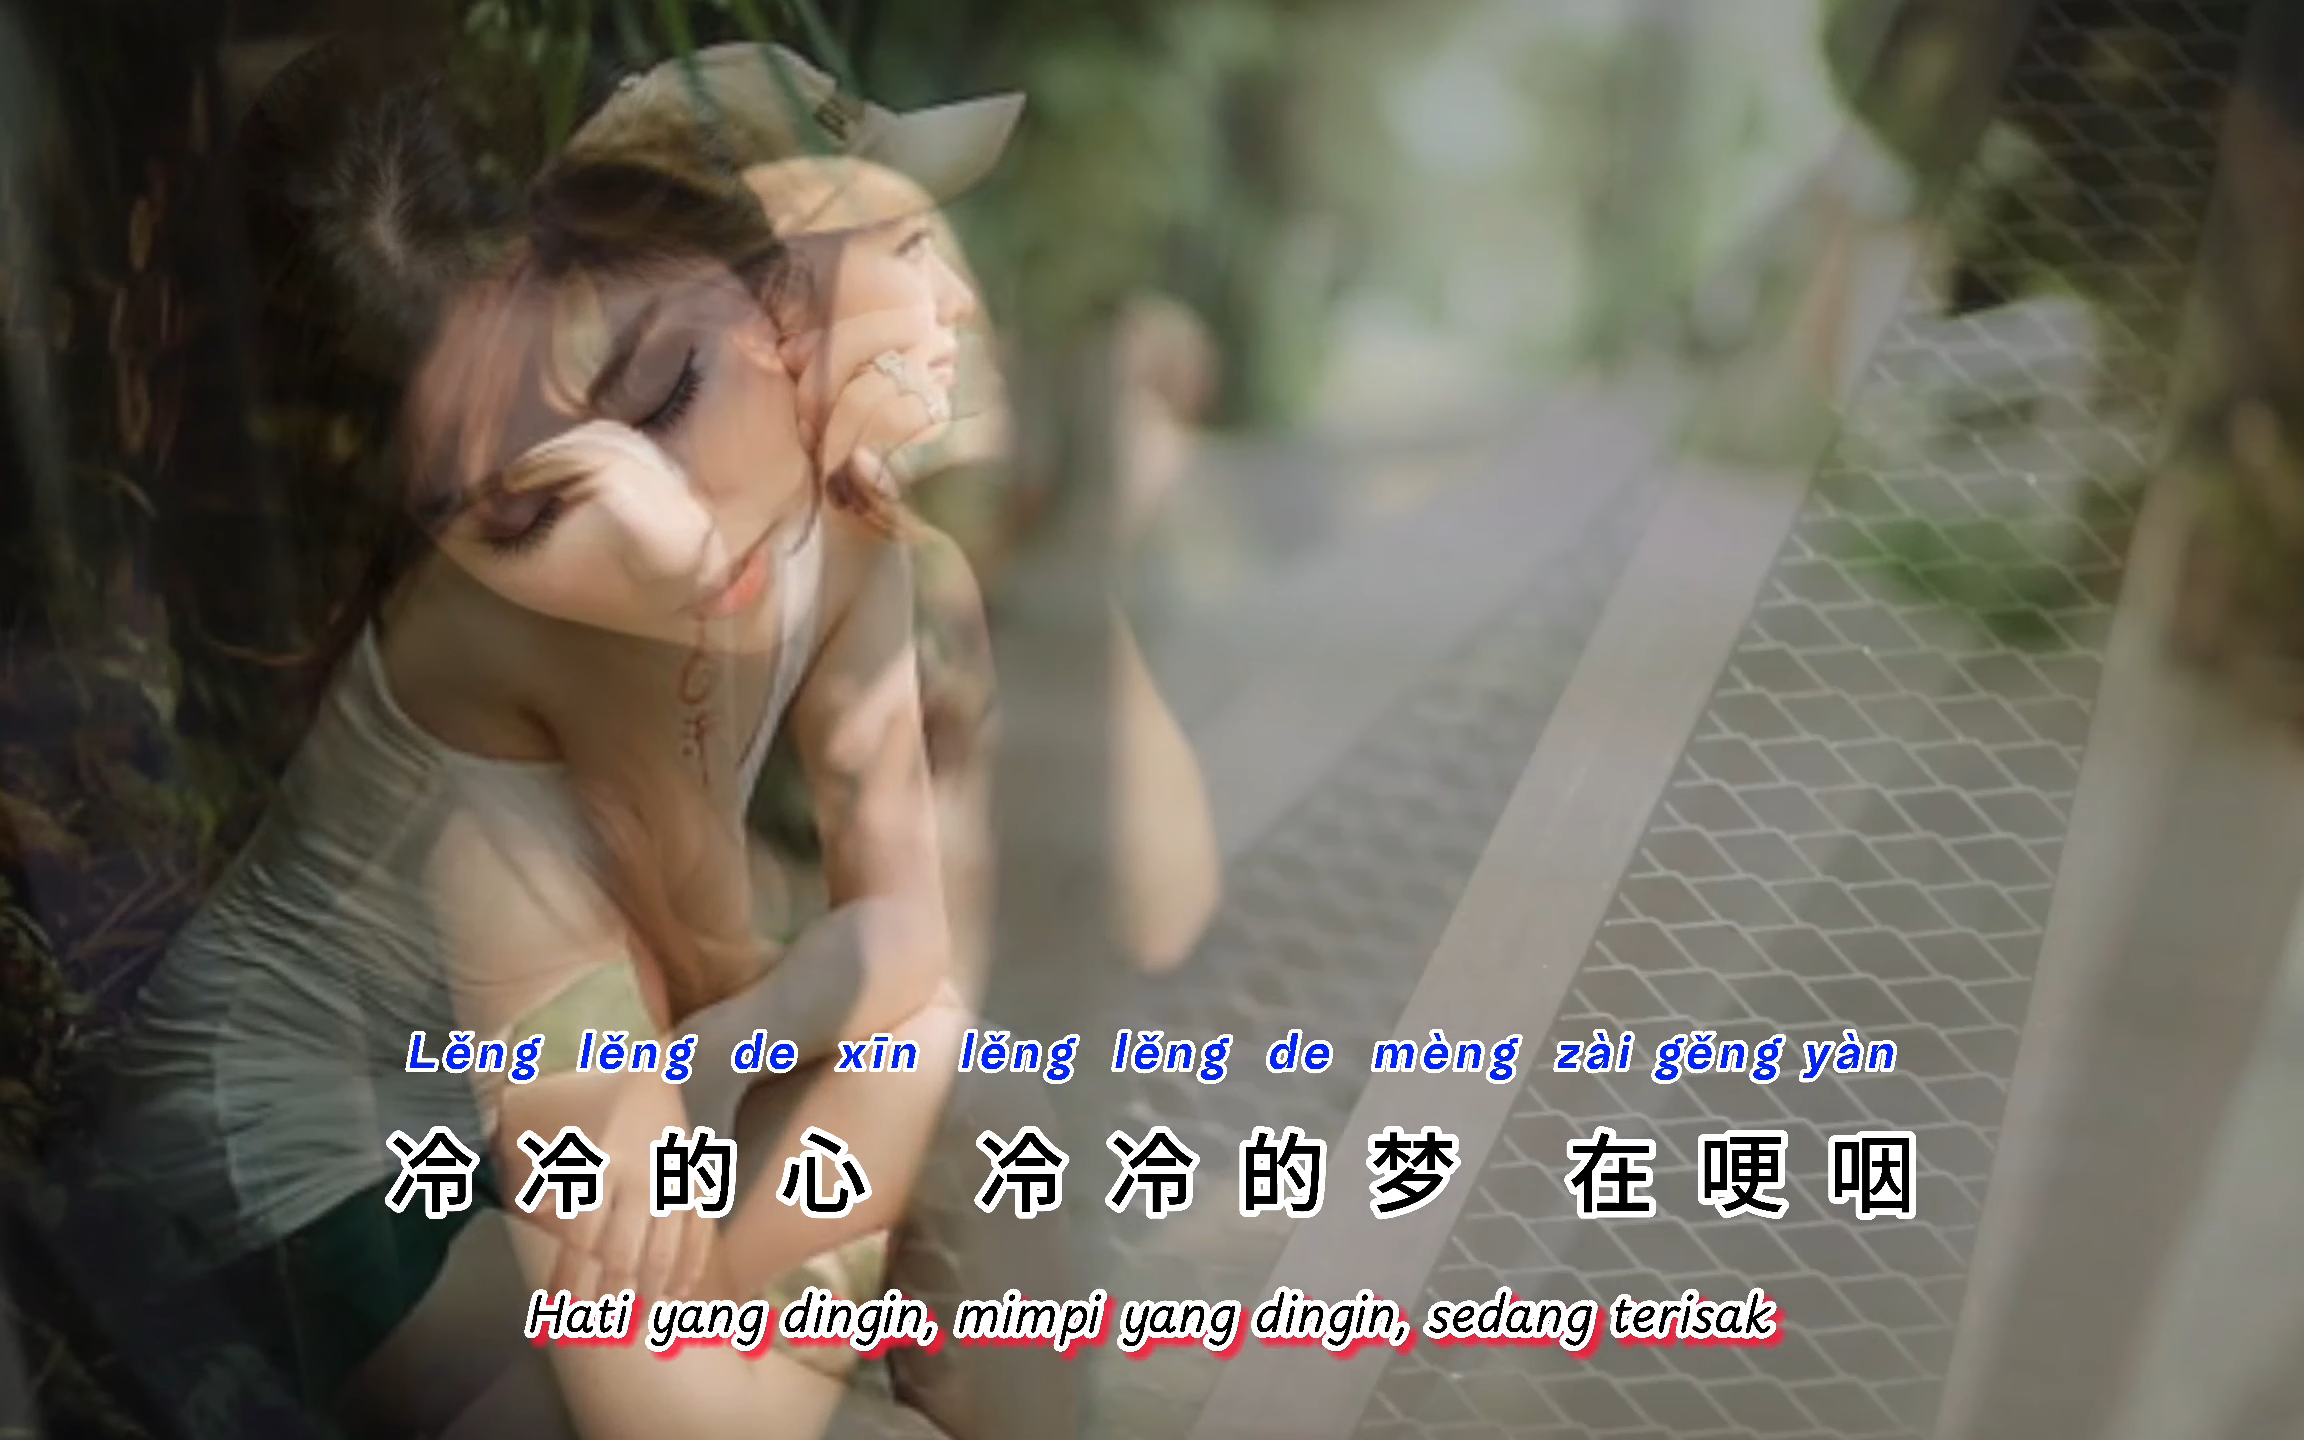 Lěng lěng de xīn lěng lěng de mèng zài gěng yàn
冷冷的心 冷冷的梦 在哽咽
Hati yang dingin, mimpi yang dingin, sedang terisak